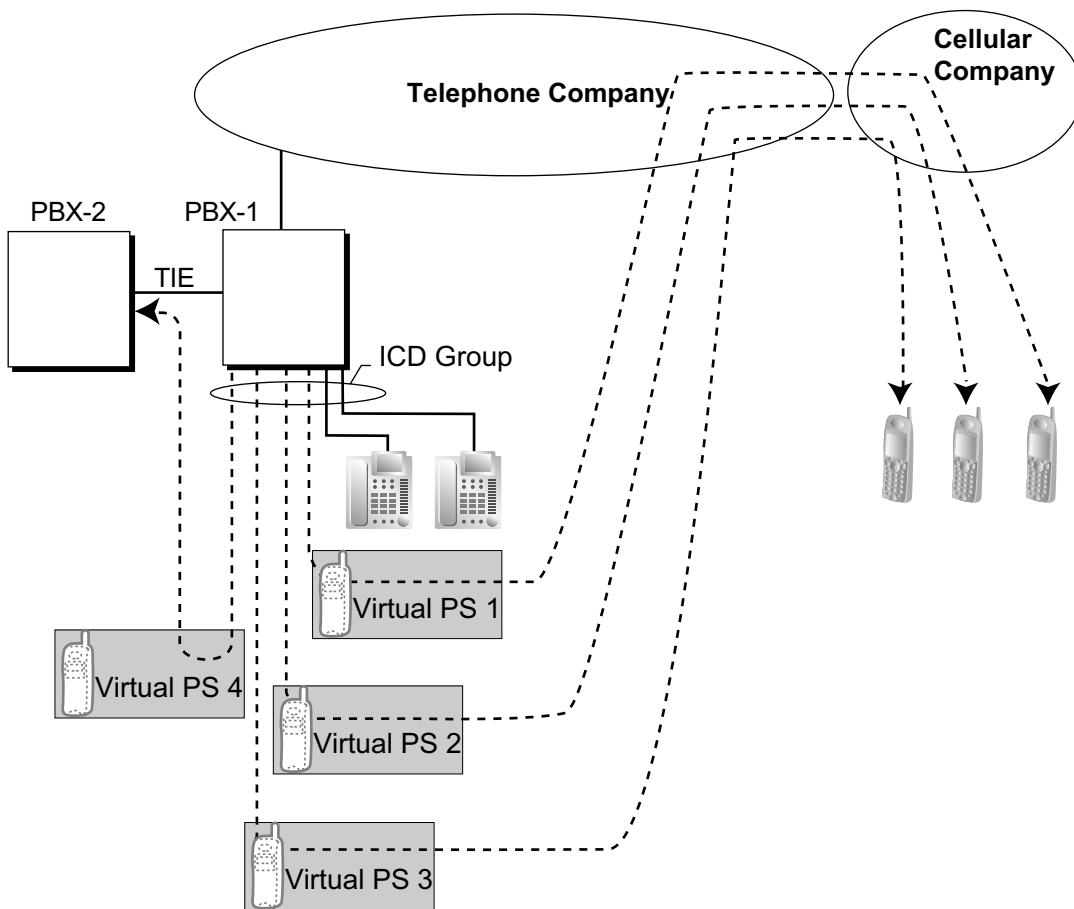 Cellular
Company
Telephone Company
PBX-2
PBX-1
TIE
ICD Group
Virtual PS 1
Virtual PS 4
Virtual PS 2
Virtual PS 3